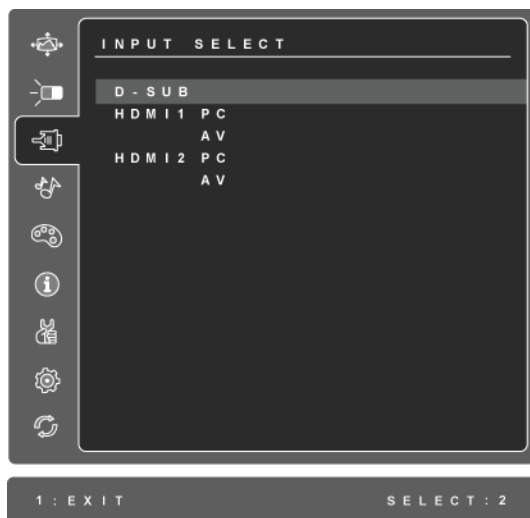 INPUT SELECT
D-SUB
HDMI1 PC
AV
HDMI2 PC
AV
1:EXIT SELECT:2